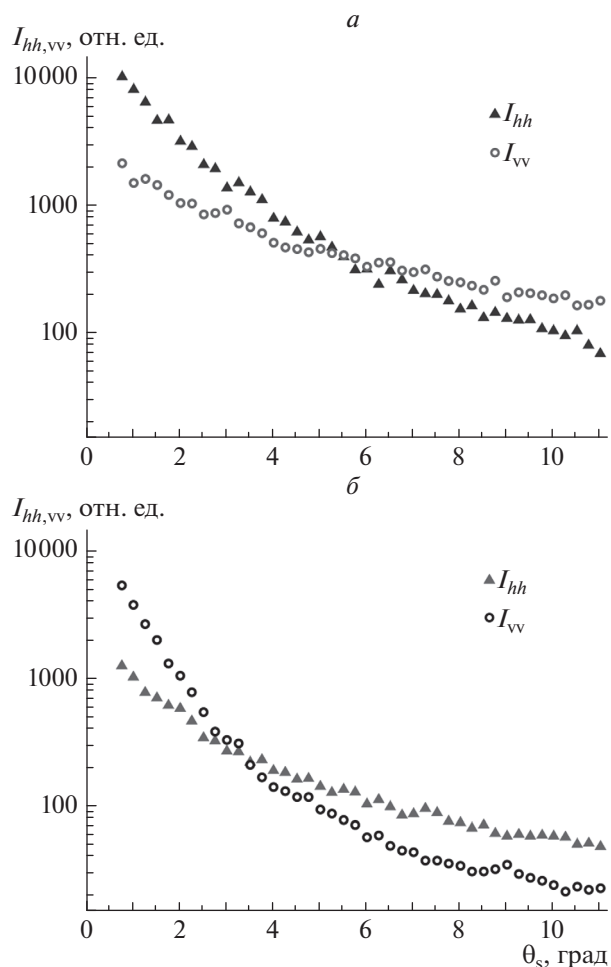 а
I_hh,vv, отн. ед.
10000
1000
100
0 2 4 6 8 10
I_hh
I_vv
б
I_hh,vv, отн. ед.
10000
1000
100
0 2 4 6 8 10
I_hh
I_vv
θ_s, град